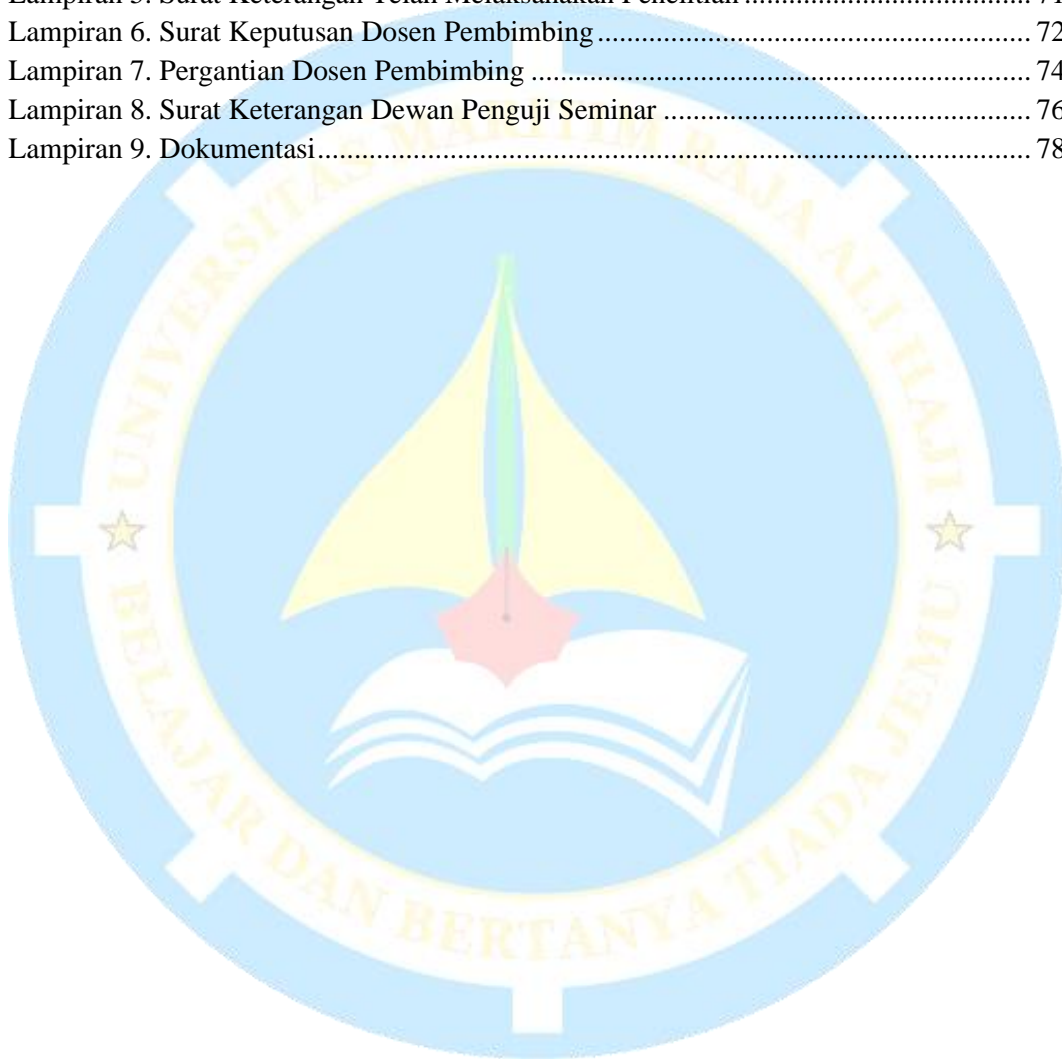 Lampiran 5. Surat Keterangan Telah Melaksanakan Penelitian 71
Lampiran 6. Surat Keputusan Dosen Pembimbing 72
Lampiran 7. Pergantian Dosen Pembimbing 74
Lampiran 8. Surat Keterangan Dewan Penguji Seminar 76
Lampiran 9. Dokumentasi 78
UNIVERSITAS MARITIM RAJA ALI HAJI
BELAJAR DAN BERTANYA TIADA JEMU